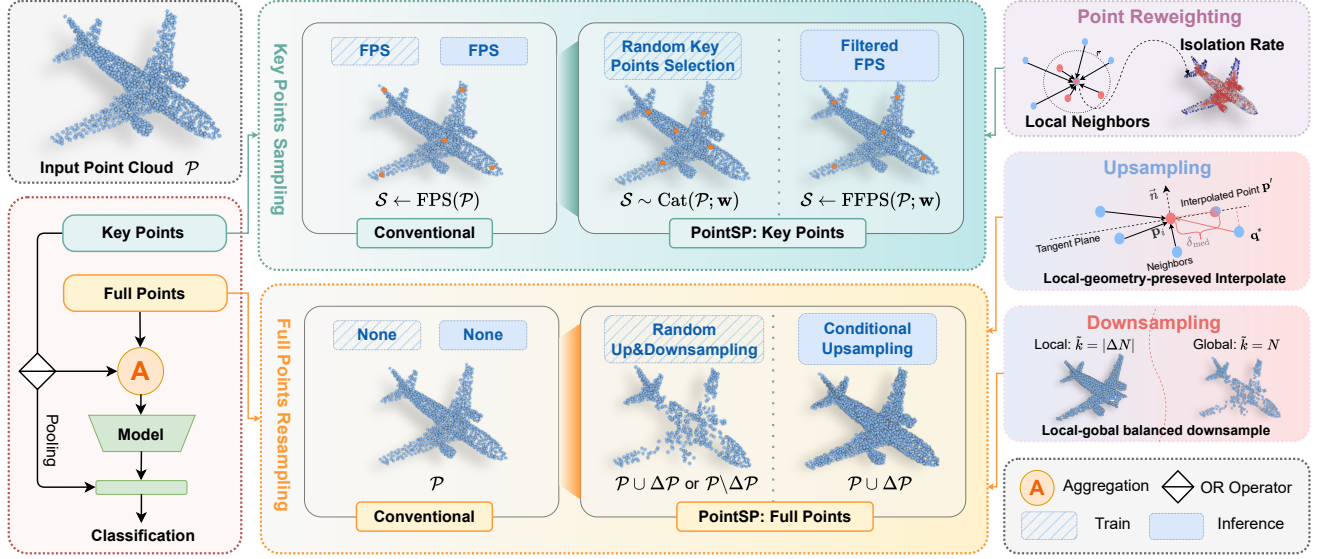 Input Point Cloud 𝒫
Key Points
Full Points
A
Model
Pooling
Classification
Key Points Sampling
FPS
FPS
𝒮 ← FPS(𝒫)
Conventional
Random Key
Points Selection
Filtered
FPS
𝒮 ∼ Cat(𝒫; w)
𝒮 ← FFPS(𝒫; w)
PointSP: Key Points
Full Points Resampling
None
None
𝒫
Conventional
Random
Up&Downsampling
Conditional
Upsampling
𝒫 ∪ Δ𝒫 or 𝒫\Δ𝒫
𝒫 ∪ Δ𝒫
PointSP: Full Points
Point Reweighting
r
Isolation Rate
Local Neighbors
Upsampling
n⃗
Interpolated Point p′
Tangent Plane
p_i
δ_med
q*
Neighbors
Local-geometry-preseved Interpolate
Downsampling
Local: k̃ = |ΔN|
Global: k̃ = N
Local-gobal balanced downsample
A
Aggregation
OR Operator
Train
Inference